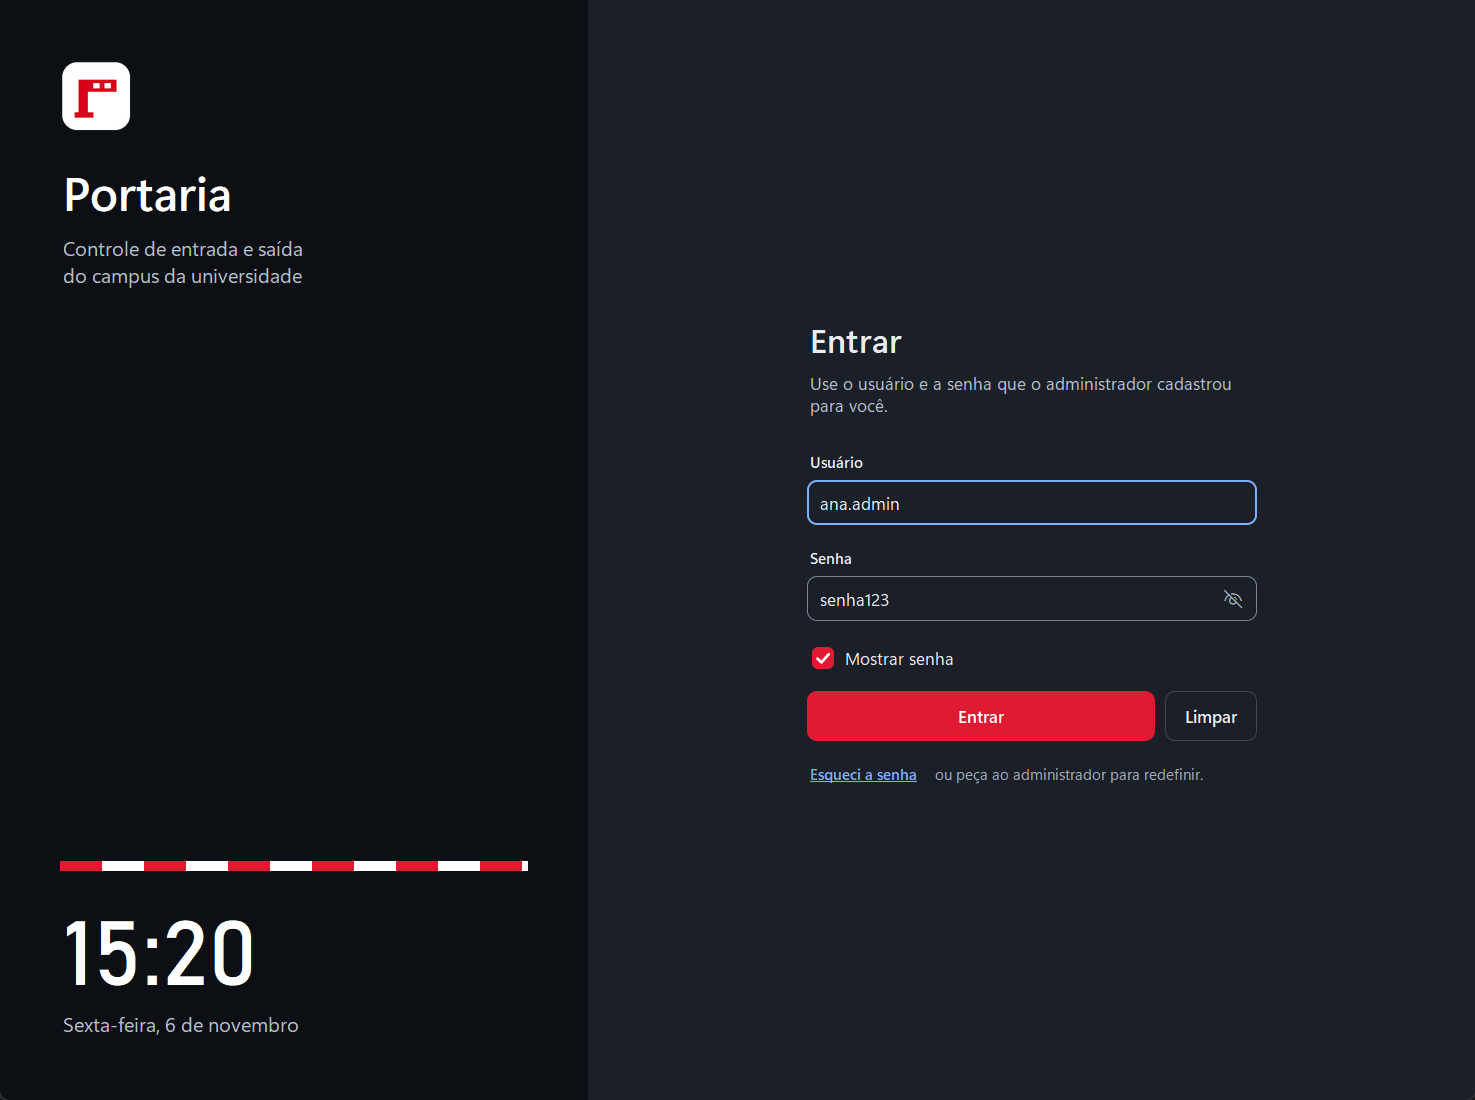 Portaria
Controle de entrada e saída
do campus da universidade
15:20
Sexta-feira, 6 de novembro
Entrar
Use o usuário e a senha que o administrador cadastrou
para você.
Usuário
ana.admin
Senha
senha123
Mostrar senha
Entrar
Limpar
Esqueci a senha ou peça ao administrador para redefinir.